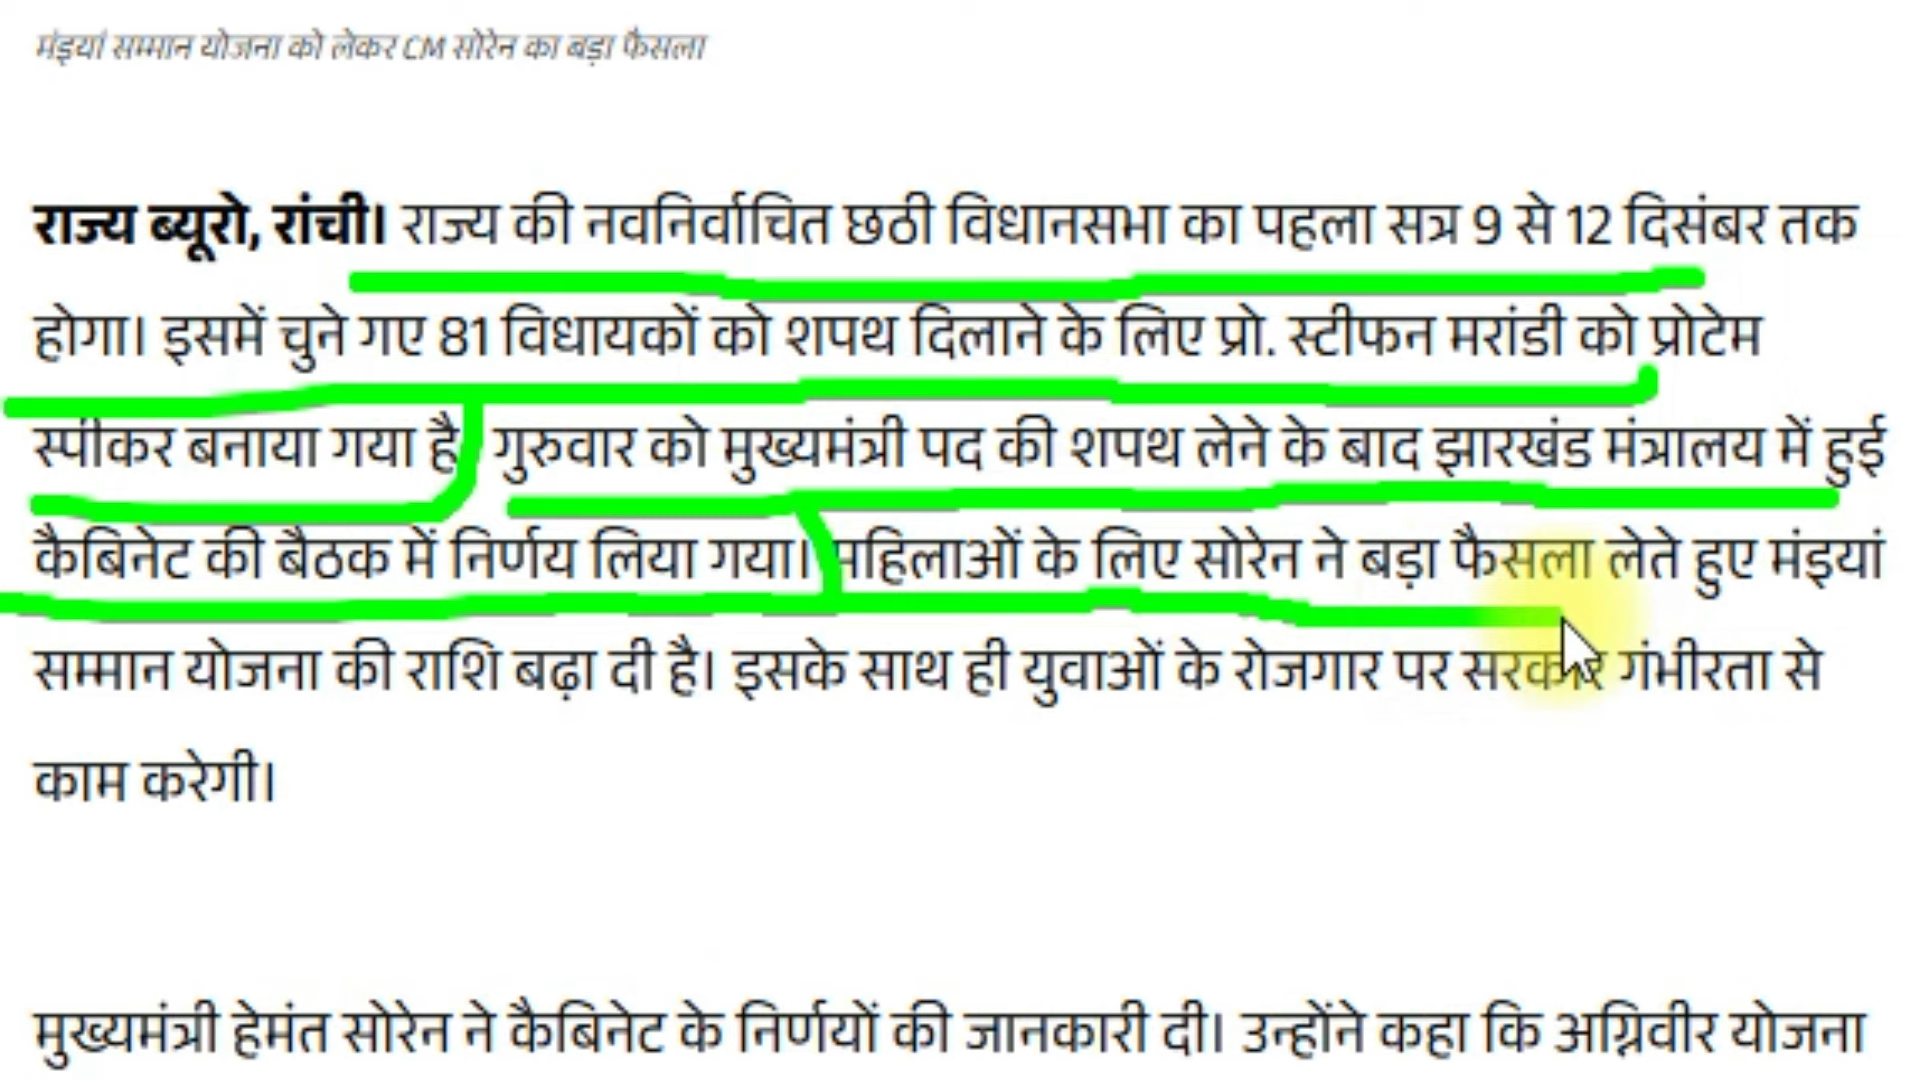 मंइयां सम्मान योजना को लेकर CM सोरेन का बड़ा फैसला
राज्य ब्यूरो, रांची। राज्य की नवनिर्वाचित छठी विधानसभा का पहला सत्र 9 से 12 दिसंबर तक
होगा। इसमें चुने गए 81 विधायकों को शपथ दिलाने के लिए प्रो. स्टीफन मरांडी को प्रोटेम
स्पीकर बनाया गया है गुरुवार को मुख्यमंत्री पद की शपथ लेने के बाद झारखंड मंत्रालय में हुई
कैबिनेट की बैठक में निर्णय लिया गया। महिलाओं के लिए सोरेन ने बड़ा फैसला लेते हुए मंइयां
सम्मान योजना की राशि बढ़ा दी है। इसके साथ ही युवाओं के रोजगार पर सरकार गंभीरता से
काम करेगी।
मुख्यमंत्री हेमंत सोरेन ने कैबिनेट के निर्णयों की जानकारी दी। उन्होंने कहा कि अग्निवीर योजना